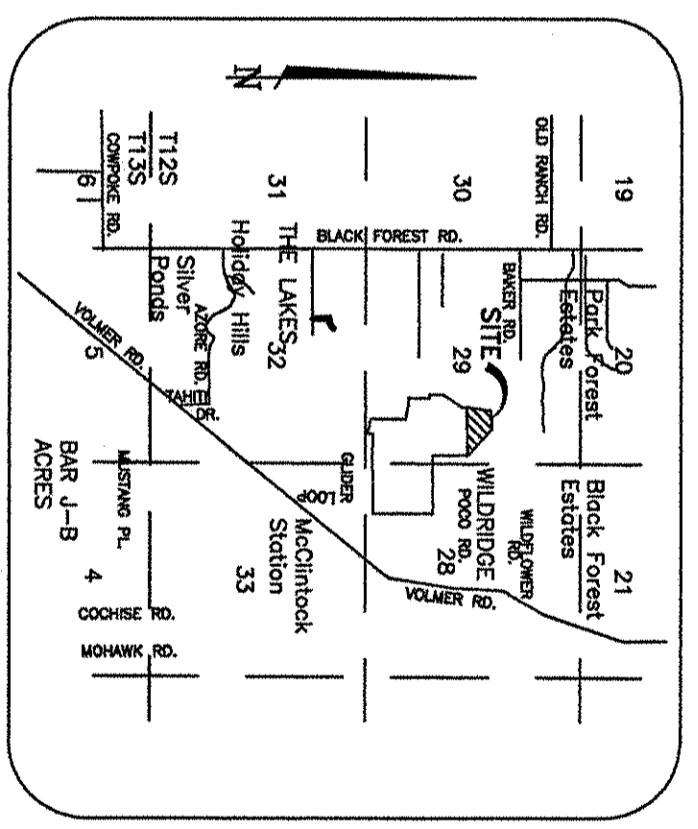 19
20
21
Park Forest
Estates
Black Forest
Estates
OLD RANCH RD.
WILDFLOWER
RD.
BAKER RD.
SITE
WILDRIDGE
POCO RD.
30
29
28
VOLMER RD.
BLACK FOREST RD.
GLIDER
LOOP
McClintock
Station
N
31
THE LAKES
32
33
Holiday Hills
AZORE RD.
TAHITI
DR.
Silver
Ponds
T12S
T13S
VOLMER RD.
MUSTANG PL.
COWPOKE RD.
6
5
4
COCHISE RD.
MOHAWK RD.
BAR J-B
ACRES